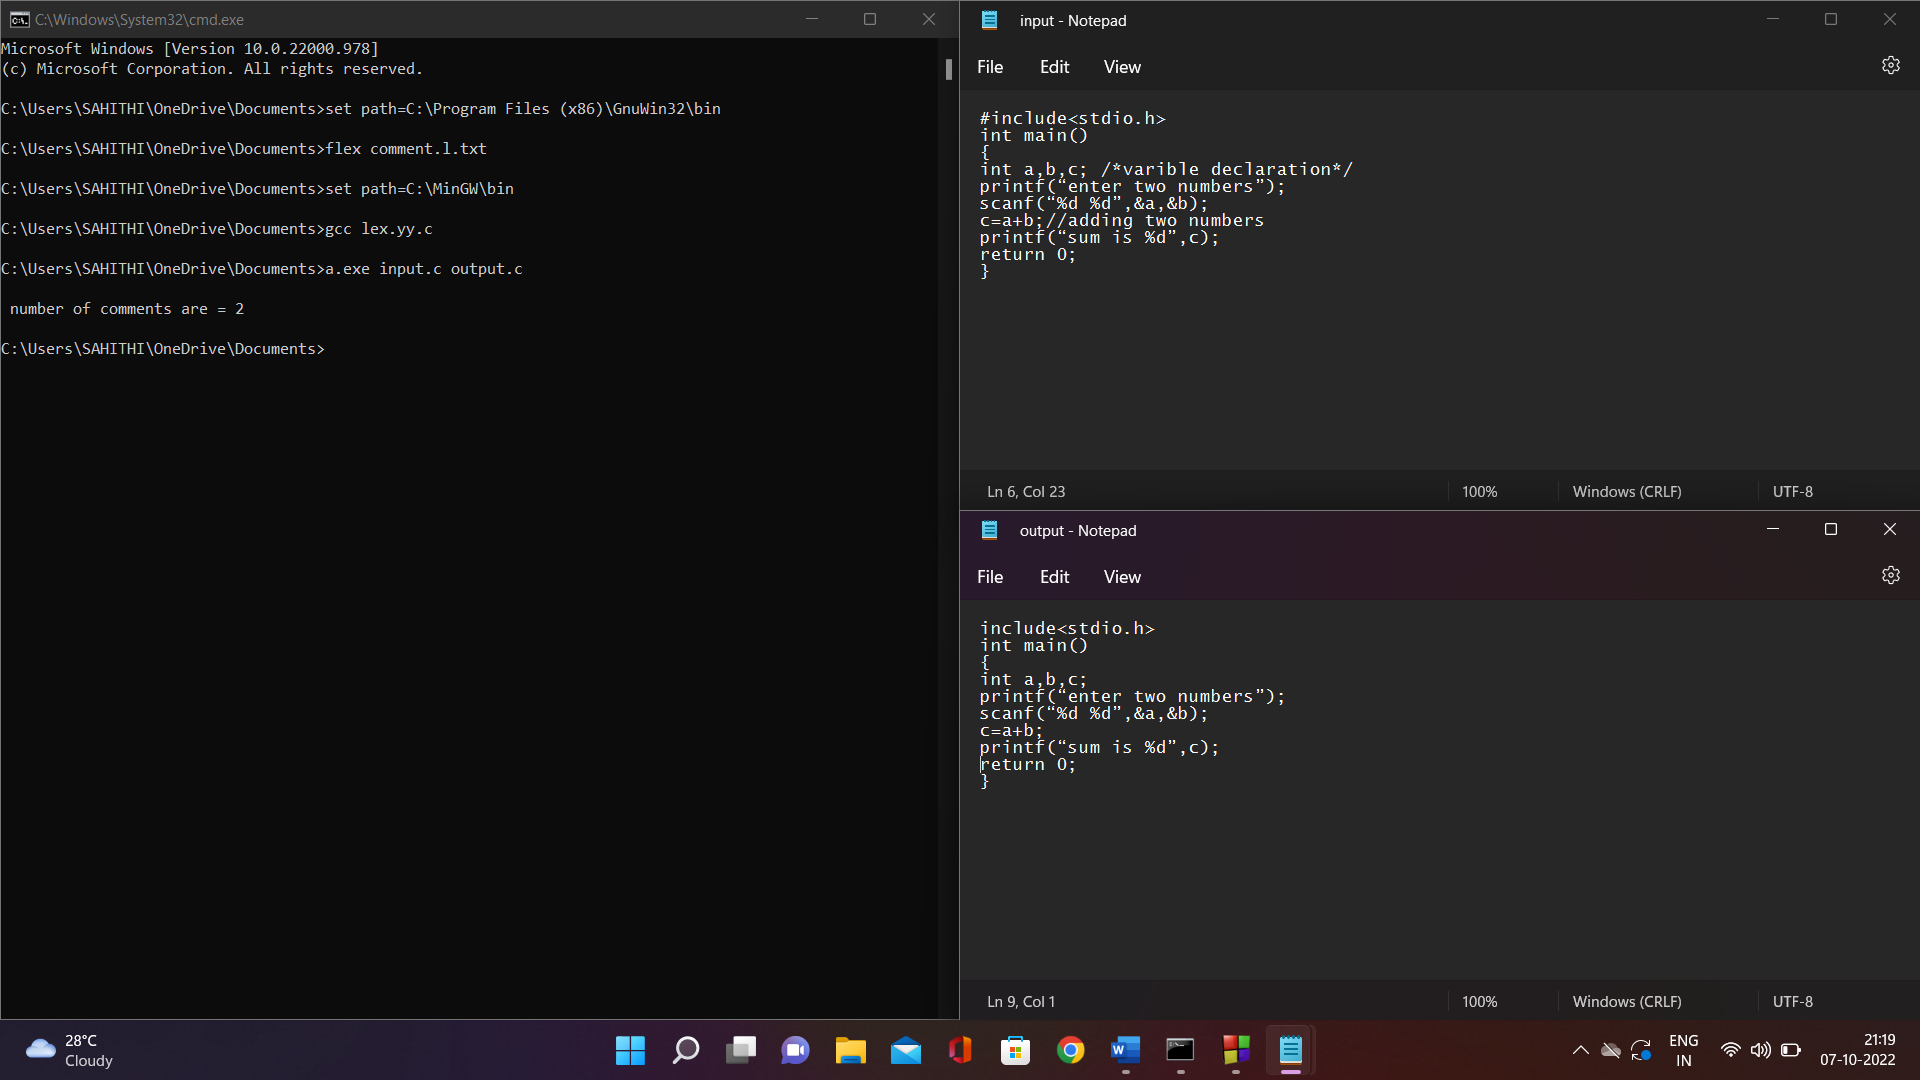 C:\Windows\System32\cmd.exe
Microsoft Windows [Version 10.0.22000.978]
(c) Microsoft Corporation. All rights reserved.
C:\Users\SAHITHI\OneDrive\Documents>set path=C:\Program Files (x86)\GnuWin32\bin
C:\Users\SAHITHI\OneDrive\Documents>flex comment.l.txt
C:\Users\SAHITHI\OneDrive\Documents>set path=C:\MinGW\bin
C:\Users\SAHITHI\OneDrive\Documents>gcc lex.yy.c
C:\Users\SAHITHI\OneDrive\Documents>a.exe input.c output.c
number of comments are = 2
C:\Users\SAHITHI\OneDrive\Documents>
input - Notepad
File Edit View
#include<stdio.h>
int main()
{
int a,b,c; /*varible declaration*/
printf(“enter two numbers”);
scanf(“%d %d”,&a,&b);
c=a+b;//adding two numbers
printf(“sum is %d”,c);
return 0;
}
Ln 6, Col 23 100% Windows (CRLF) UTF-8
output - Notepad
File Edit View
include<stdio.h>
int main()
{
int a,b,c;
printf(“enter two numbers”);
scanf(“%d %d”,&a,&b);
c=a+b;
printf(“sum is %d”,c);
return 0;
}
Ln 9, Col 1 100% Windows (CRLF) UTF-8
28°C
Cloudy
ENG
IN
21:19
07-10-2022